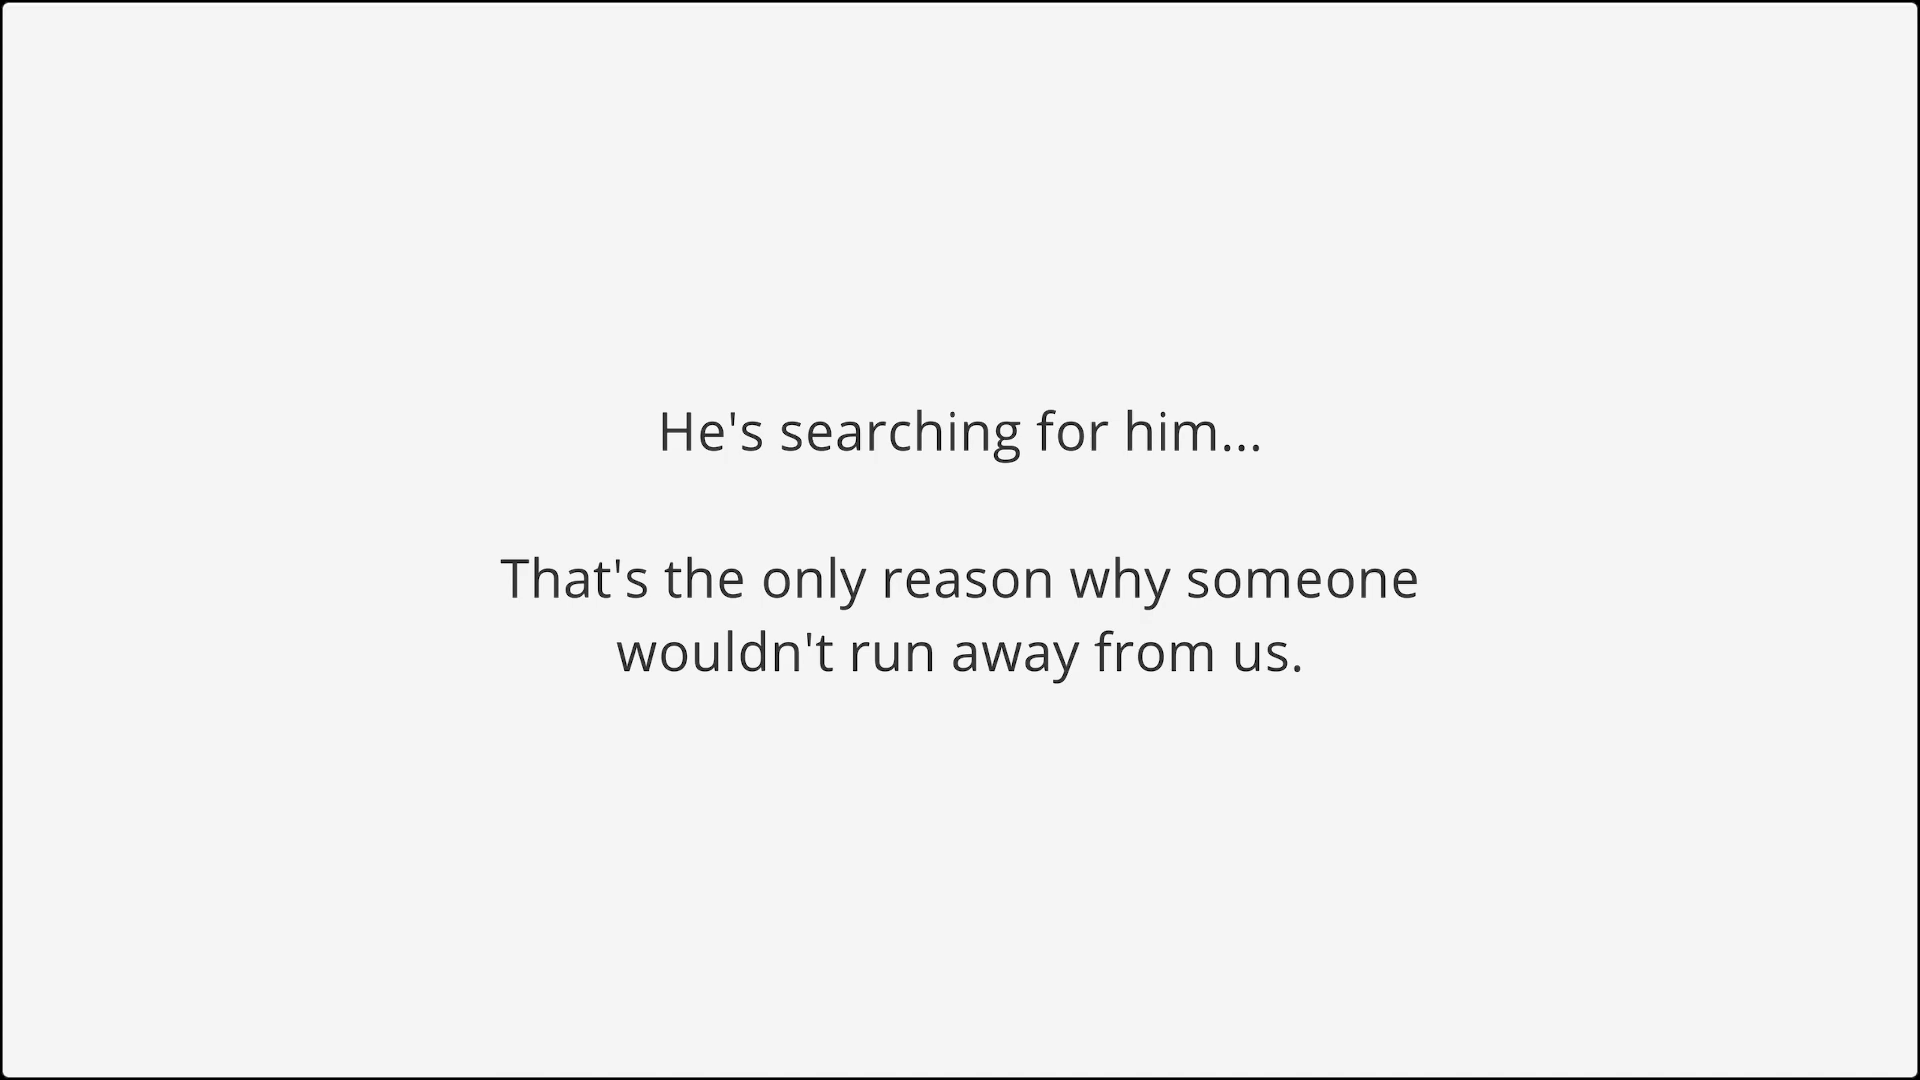 He's searching for him...
That's the only reason why someone
wouldn't run away from us.